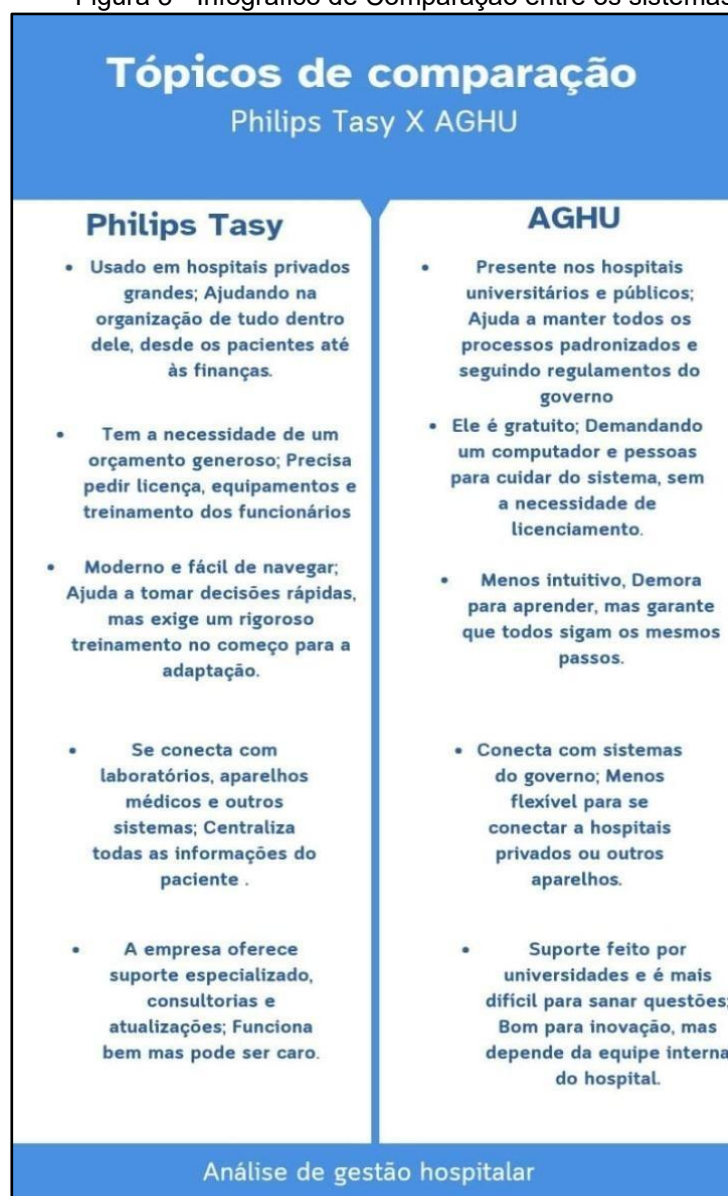 Tópicos de comparação
Philips Tasy X AGHU
Philips Tasy
• Usado em hospitais privados
grandes; Ajudando na
organização de tudo dentro
dele, desde os pacientes até
às finanças.
• Tem a necessidade de um
orçamento generoso; Precisa
pedir licença, equipamentos e
treinamento dos funcionários
• Moderno e fácil de navegar;
Ajuda a tomar decisões rápidas,
mas exige um rigoroso
treinamento no começo para a
adaptação.
• Se conecta com
laboratórios, aparelhos
médicos e outros
sistemas; Centraliza
todas as informações do
paciente .
• A empresa oferece
suporte especializado,
consultorias e
atualizações; Funciona
bem mas pode ser caro.
AGHU
• Presente nos hospitais
universitários e públicos;
Ajuda a manter todos os
processos padronizados e
seguindo regulamentos do
governo
• Ele é gratuito; Demandando
um computador e pessoas
para cuidar do sistema, sem
a necessidade de
licenciamento.
• Menos intuitivo, Demora
para aprender, mas garante
que todos sigam os mesmos
passos.
• Conecta com sistemas
do governo; Menos
flexível para se
conectar a hospitais
privados ou outros
aparelhos.
• Suporte feito por
universidades e é mais
difícil para sanar questões;
Bom para inovação, mas
depende da equipe interna
do hospital.
Análise de gestão hospitalar